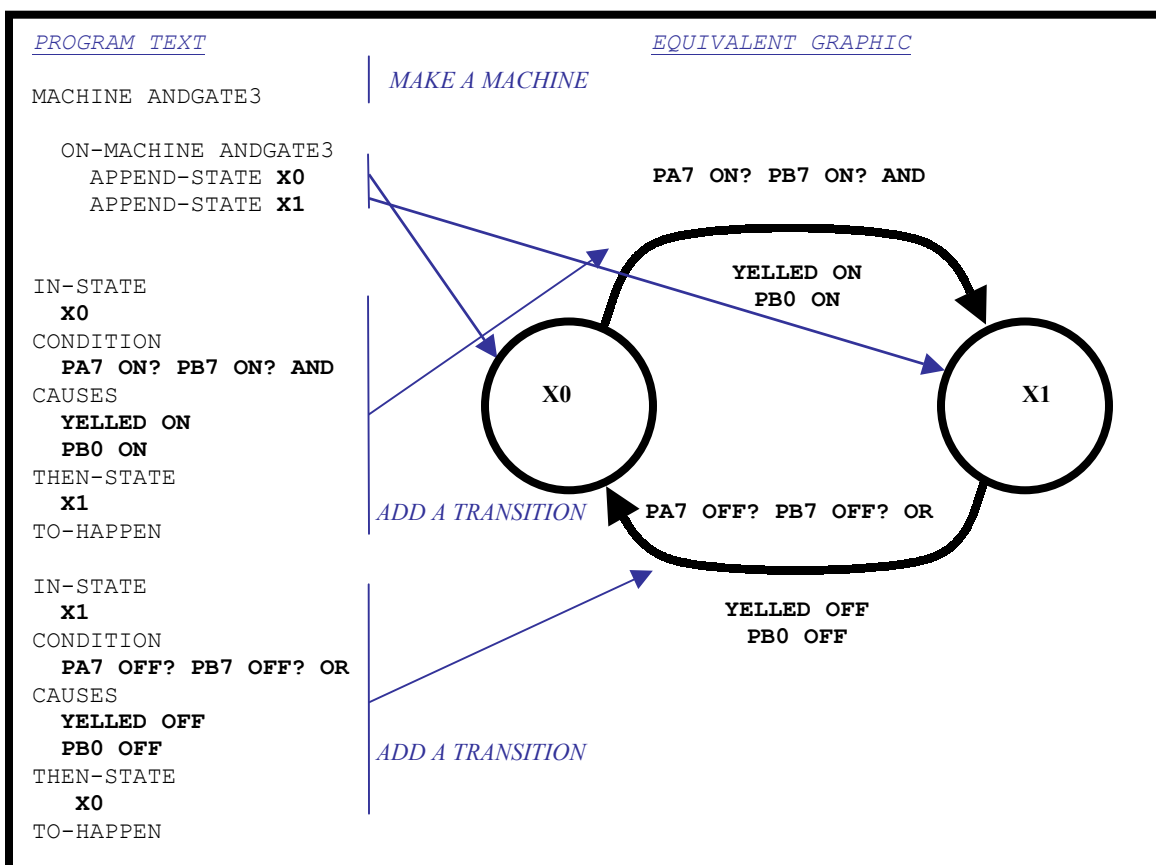 PROGRAM TEXT
MACHINE ANDGATE3
ON-MACHINE ANDGATE3
APPEND-STATE X0
APPEND-STATE X1
IN-STATE
X0
CONDITION
PA7 ON? PB7 ON? AND
CAUSES
YELLED ON
PB0 ON
THEN-STATE
X1
TO-HAPPEN
IN-STATE
X1
CONDITION
PA7 OFF? PB7 OFF? OR
CAUSES
YELLED OFF
PB0 OFF
THEN-STATE
X0
TO-HAPPEN
MAKE A MACHINE
ADD A TRANSITION
ADD A TRANSITION
EQUIVALENT GRAPHIC
PA7 ON? PB7 ON? AND
YELLED ON
PB0 ON
X0
X1
PA7 OFF? PB7 OFF? OR
YELLED OFF
PB0 OFF